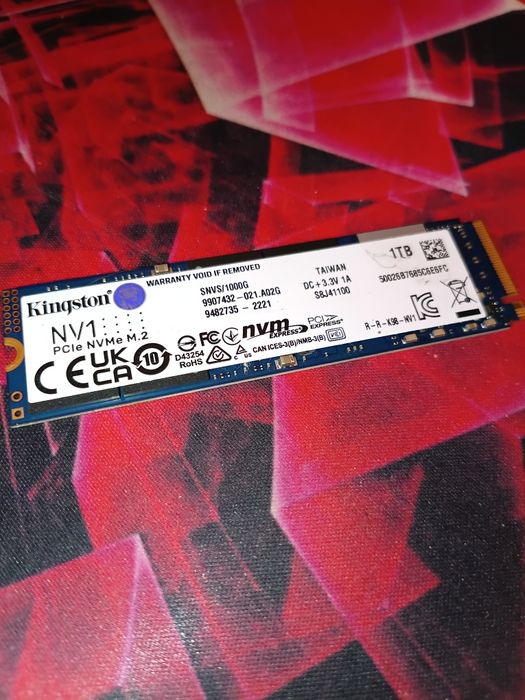 WARRANTY VOID IF REMOVED
Kingston
NV1
PCIe NVMe M.2
CE UK CA 10
SNVS/1000G
9907432-021.A02G
9482735 - 2221
TAIWAN
DC +3.3V 1A
SBJ41100
1TB
50026B7685C6E6FC
R-R-K98-NV1
D43254
RoHS
FC
nvm
EXPRESS
PCI
EXPRESS
us CAN ICES-3(B)/NMB-3(B)